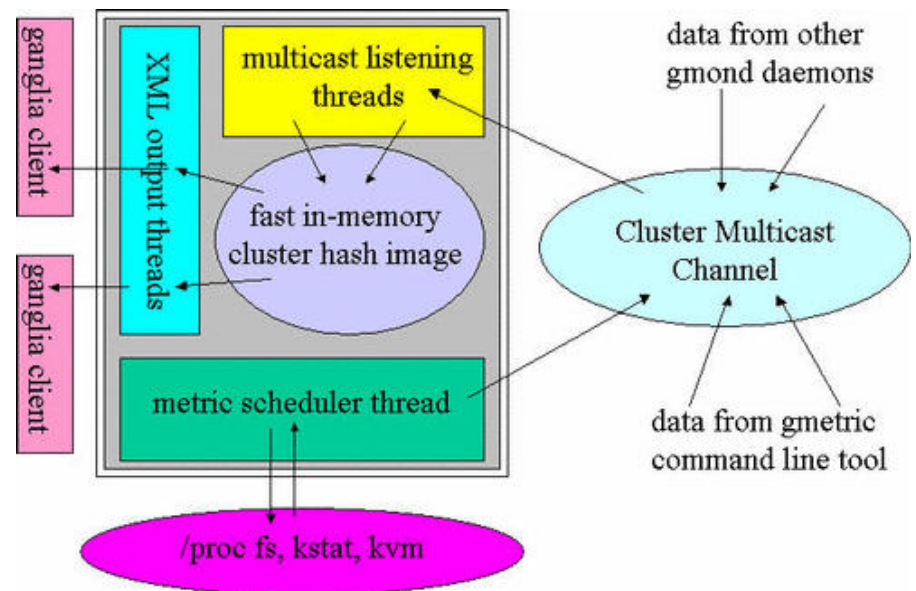 ganglia client
XML output threads
multicast listening
threads
data from other
gmond daemons
fast in-memory
cluster hash image
Cluster Multicast
Channel
ganglia client
metric scheduler thread
data from gmetric
command line tool
/proc fs, kstat, kvm